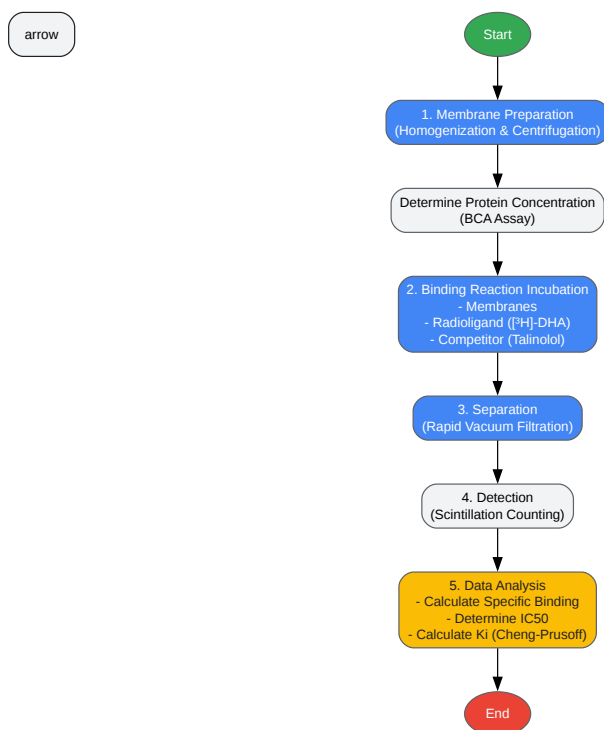 arrow
Start
1. Membrane Preparation
(Homogenization & Centrifugation)
Determine Protein Concentration
(BCA Assay)
2. Binding Reaction Incubation
- Membranes
- Radioligand ([³H]-DHA)
- Competitor (Talinolol)
3. Separation
(Rapid Vacuum Filtration)
4. Detection
(Scintillation Counting)
5. Data Analysis
- Calculate Specific Binding
- Determine IC50
- Calculate Ki (Cheng-Prusoff)
End